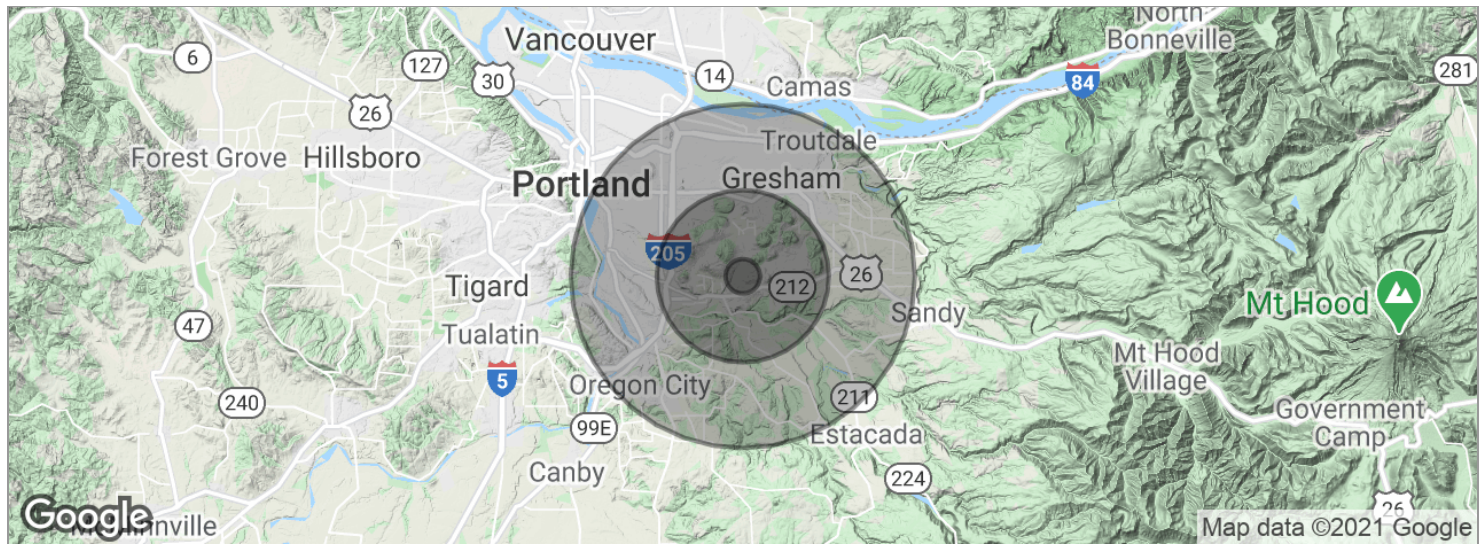 North
Bonneville
Vancouver
127
6
30
14
84
281
Camas
26
Troutdale
Forest Grove
Hillsboro
Gresham
Portland
205
26
212
Tigard
Mt Hood
Sandy
47
Tualatin
Mt Hood
Village
5
Oregon City
240
211
Government
Camp
99E
Estacada
Canby
224
26
Google
Map data ©2021 Google